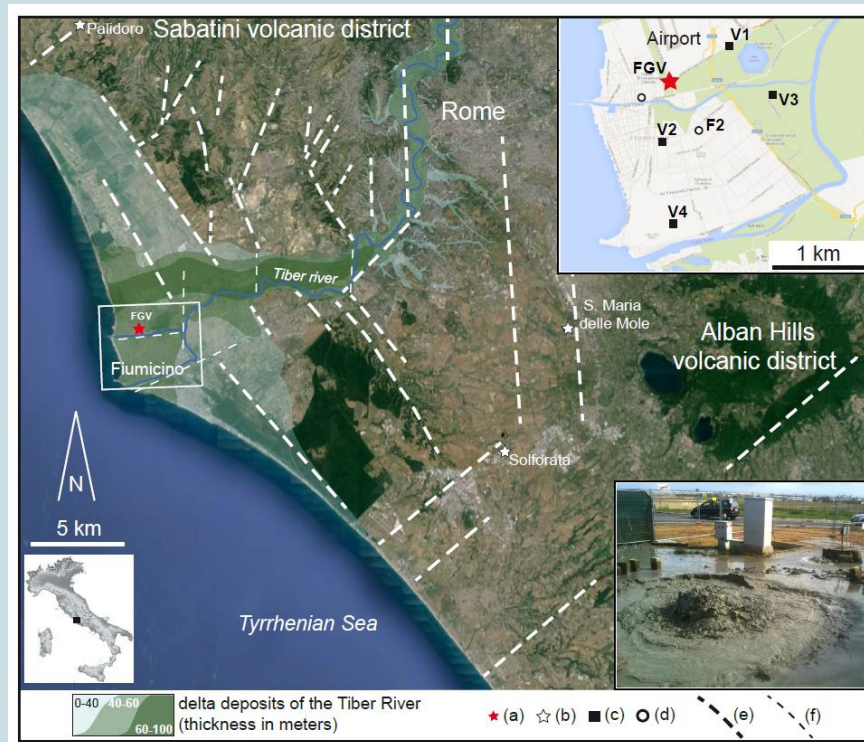 Palidoro
Sabatini volcanic district
Rome
Tiber river
FGV
Fiumicino
S. Maria
delle Mole
Alban Hills
volcanic district
Solforata
N
5 km
Tyrrhenian Sea
Airport
V1
FGV
V3
V2
F2
V4
1 km
0-40
40-60
60-100
delta deposits of the Tiber River
(thickness in meters)
(a)
(b)
(c)
(d)
(e)
(f)